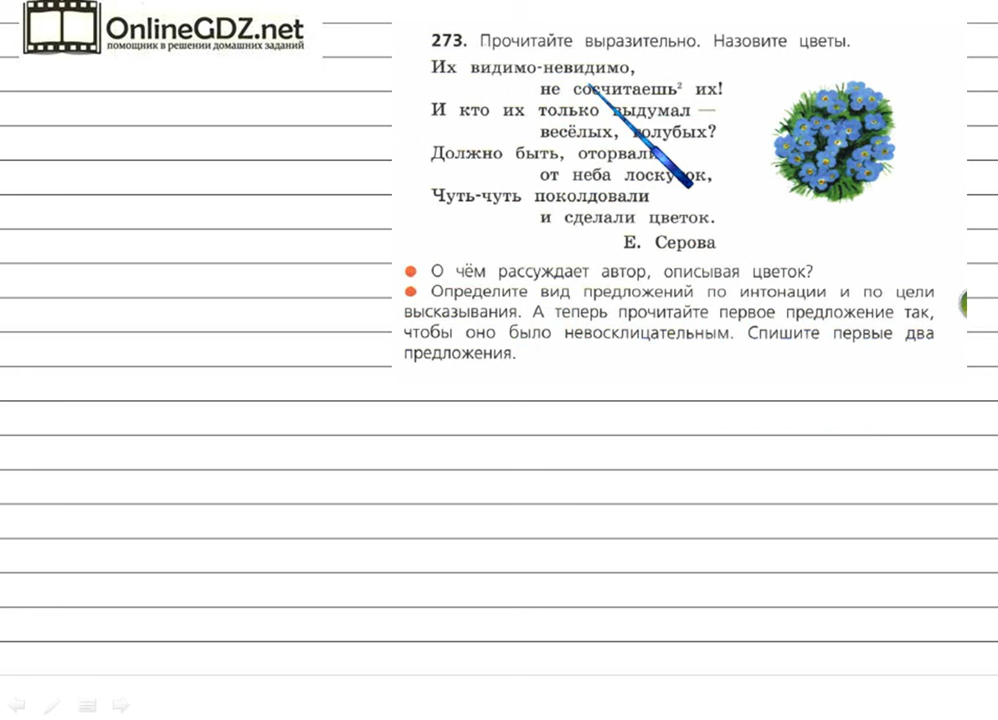 OnlineGDZ.net
помощник в решении домашних заданий
273. Прочитайте выразительно. Назовите цветы.
Их видимо-невидимо,
не сосчитаешь² их!
И кто их только выдумал —
весёлых, голубых?
Должно быть, оторвали
от неба лоскуток,
Чуть-чуть поколдовали
и сделали цветок.
Е. Серова
О чём рассуждает автор, описывая цветок?
Определите вид предложений по интонации и по цели
высказывания. А теперь прочитайте первое предложение так,
чтобы оно было невосклицательным. Спишите первые два
предложения.